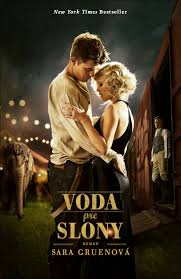 New York Times Bestseller
VODA
pre
SLONY
ROMÁN
SARA GRUENOVÁ